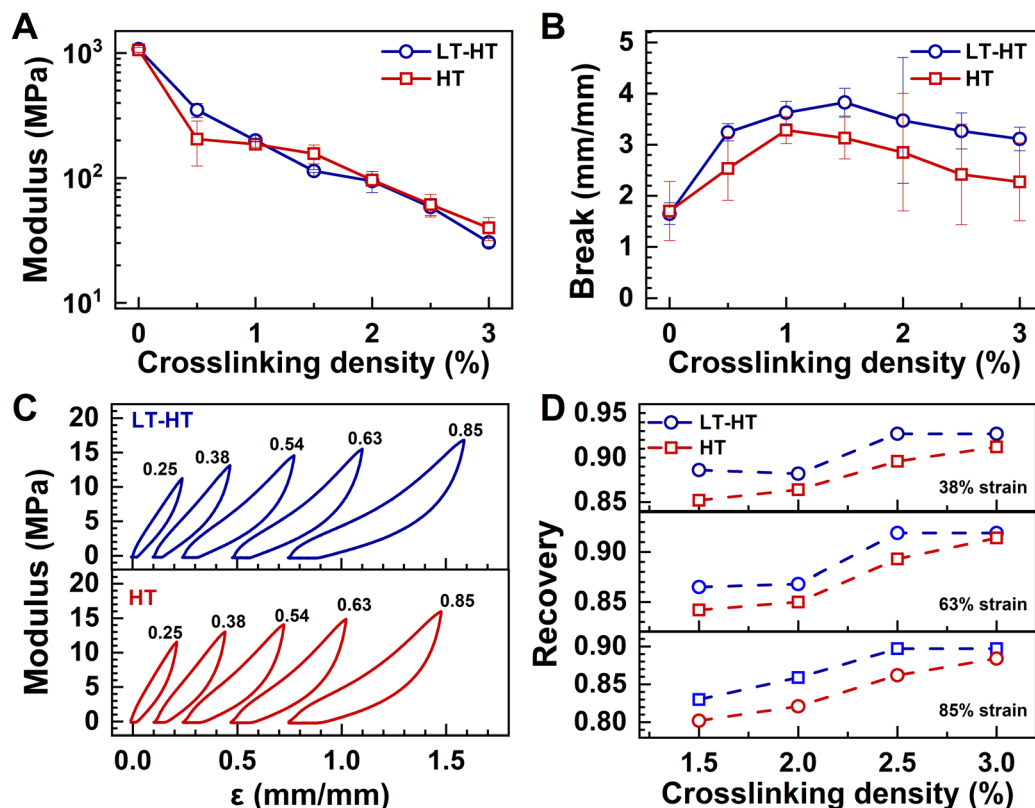 A
Modulus (MPa)
10³
10²
10¹
LT-HT
HT
0 1 2 3
Crosslinking density (%)
B
Break (mm/mm)
5
4
3
2
1
0
LT-HT
HT
0 1 2 3
Crosslinking density (%)
C
Modulus (MPa)
20
15
10
5
0
LT-HT
0.25 0.38 0.54 0.63 0.85
20
15
10
5
0
HT
0.25 0.38 0.54 0.63 0.85
0.0 0.5 1.0 1.5
ε (mm/mm)
D
Recovery
0.95
0.90
0.85
LT-HT
HT
38% strain
0.90
0.85
63% strain
0.90
0.85
0.80
85% strain
1.5 2.0 2.5 3.0
Crosslinking density (%)